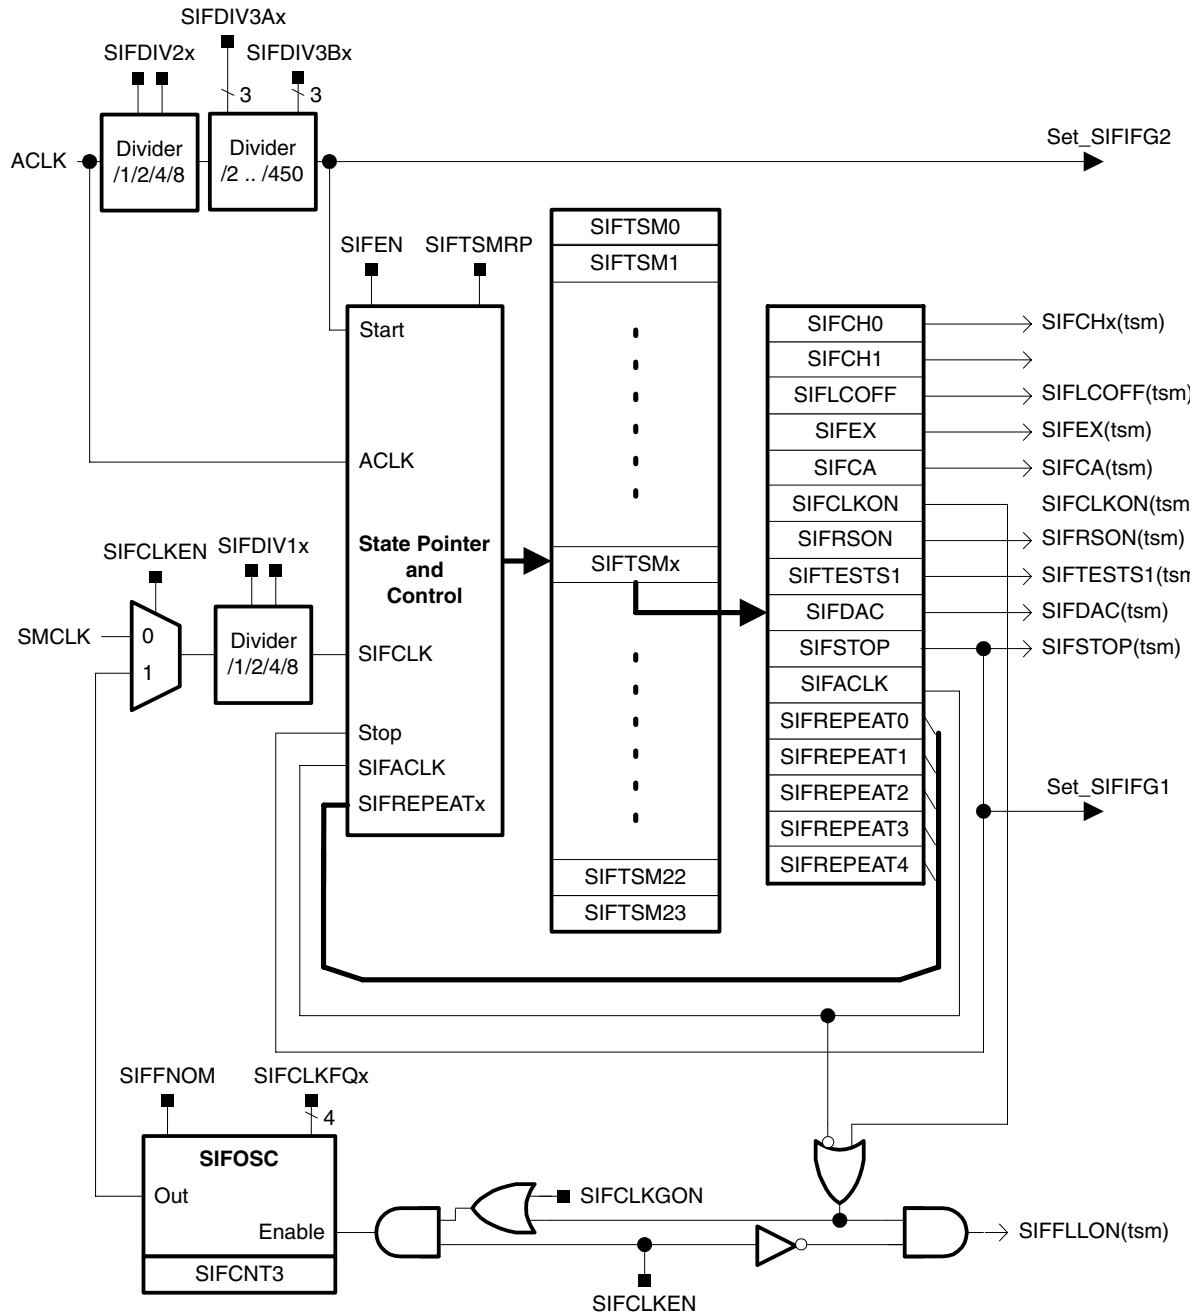 SIFDIV3Ax
SIFDIV2x
SIFDIV3Bx
3
3
ACLK
Divider
/1/2/4/8
Divider
/2 .. /450
Set_SIFIFG2
SIFEN
SIFTSMRP
SIFTSM0
SIFTSM1
SIFTSMx
SIFTSM22
SIFTSM23
Start
ACLK
State Pointer
and
Control
SIFCLK
Stop
SIFACLK
SIFREPEATx
SIFCLKEN
SIFDIV1x
SMCLK
0
1
Divider
/1/2/4/8
SIFCH0
SIFCH1
SIFLCOFF
SIFEX
SIFCA
SIFCLKON
SIFRSON
SIFTESTS1
SIFDAC
SIFSTOP
SIFACLK
SIFREPEAT0
SIFREPEAT1
SIFREPEAT2
SIFREPEAT3
SIFREPEAT4
SIFCHx(tsm)
SIFLCOFF(tsm)
SIFEX(tsm)
SIFCA(tsm)
SIFCLKON(tsm
SIFRSON(tsm)
SIFTESTS1(tsm
SIFDAC(tsm)
SIFSTOP(tsm)
Set_SIFIFG1
SIFFNOM
SIFCLKFQx
4
SIFOSC
Out
Enable
SIFCNT3
SIFCLKGON
SIFCLKEN
SIFFLLON(tsm)